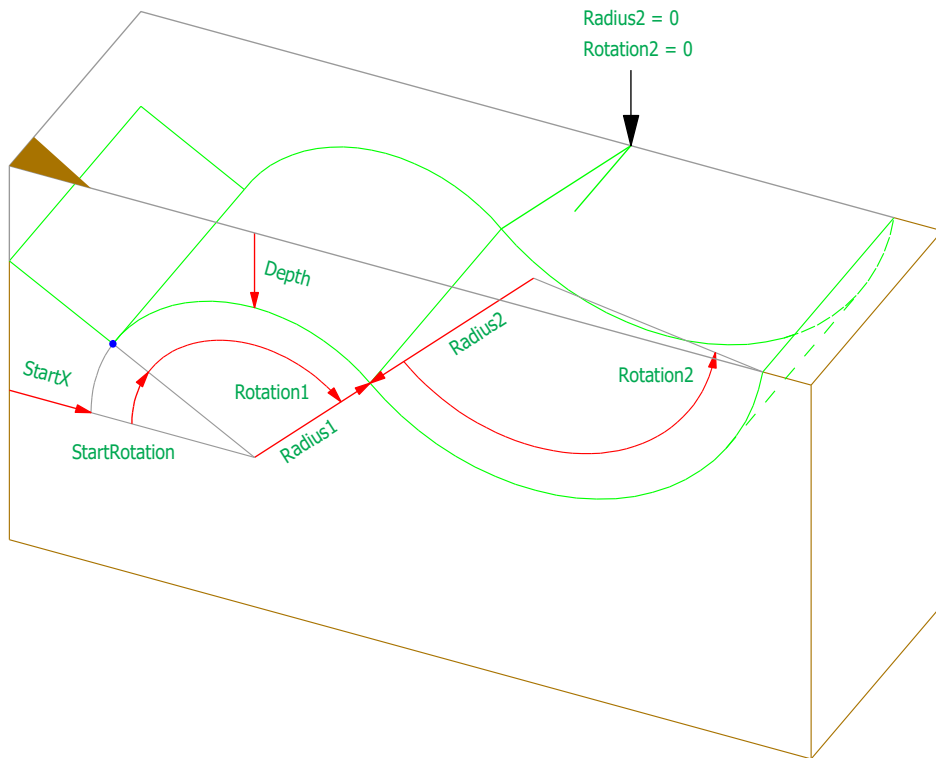 Radius2 = 0
Rotation2 = 0
Depth
Radius2
StartX
Rotation1
Rotation2
Radius1
StartRotation